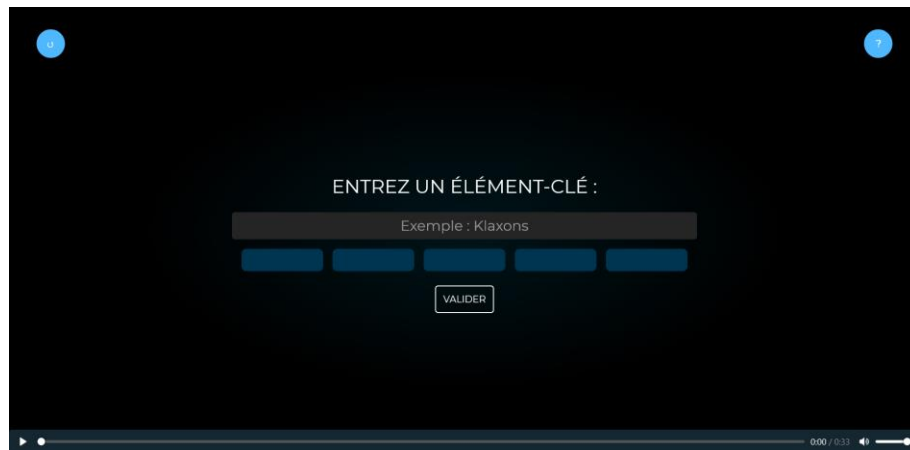 ?
ENTREZ UN ÉLÉMENT-CLÉ :
Exemple : Klaxons
VALIDER
0:00 / 0:33